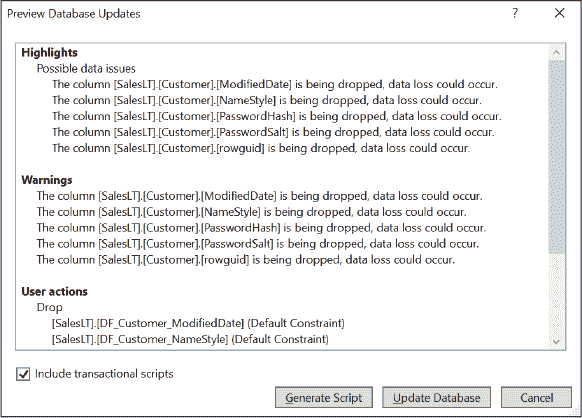 Preview Database Updates
Highlights
Possible data issues
The column [SalesLT].[Customer].[ModifiedDate] is being dropped, data loss could occur.
The column [SalesLT].[Customer].[NameStyle] is being dropped, data loss could occur.
The column [SalesLT].[Customer].[PasswordHash] is being dropped, data loss could occur.
The column [SalesLT].[Customer].[PasswordSalt] is being dropped, data loss could occur.
The column [SalesLT].[Customer].[rowguid] is being dropped, data loss could occur.
Warnings
The column [SalesLT].[Customer].[ModifiedDate] is being dropped, data loss could occur.
The column [SalesLT].[Customer].[NameStyle] is being dropped, data loss could occur.
The column [SalesLT].[Customer].[PasswordHash] is being dropped, data loss could occur.
The column [SalesLT].[Customer].[PasswordSalt] is being dropped, data loss could occur.
The column [SalesLT].[Customer].[rowguid] is being dropped, data loss could occur.
User actions
Drop
[SalesLT].[DF_Customer_ModifiedDate] (Default Constraint)
[SalesLT].[DF_Customer_NameStyle] (Default Constraint)
Include transactional scripts
Generate Script
Update Database
Cancel